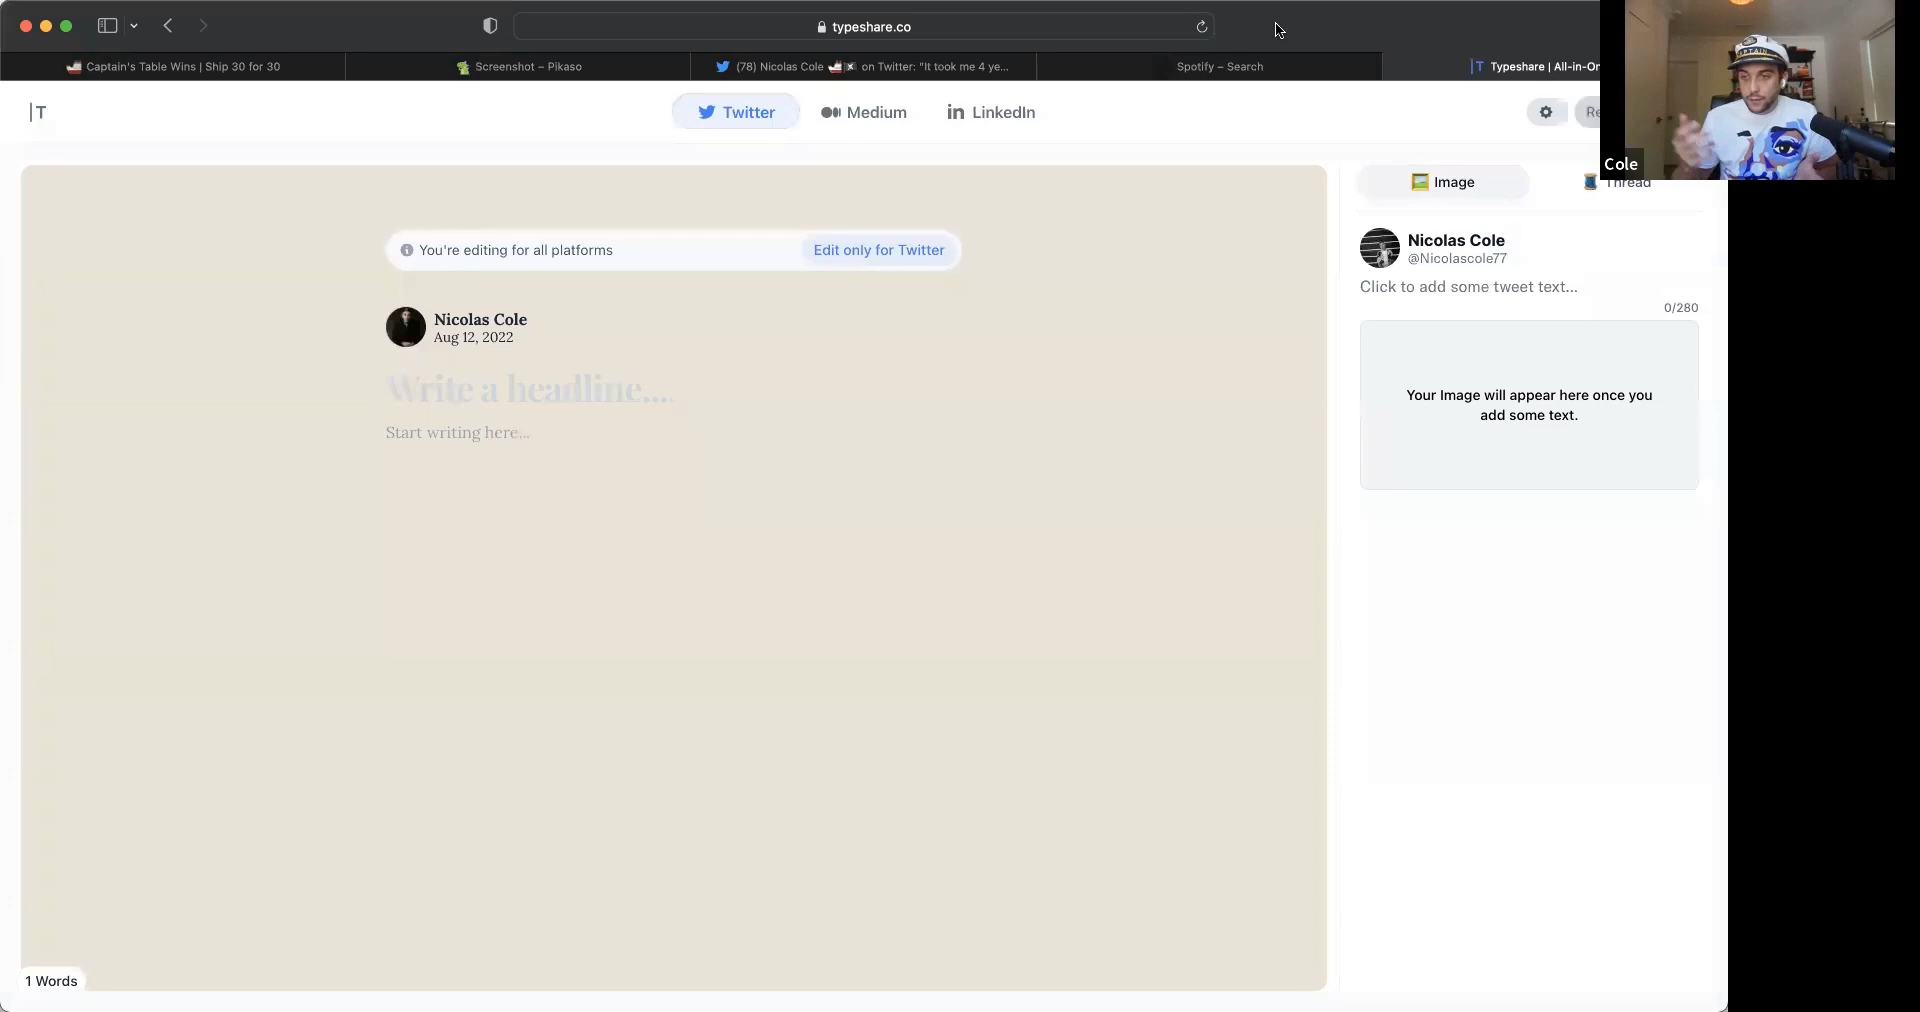 typeshare.co
Captain's Table Wins | Ship 30 for 30
Screenshot – Pikaso
(78) Nicolas Cole on Twitter: "It took me 4 ye...
Spotify – Search
|T Typeshare | All-in-On
CAPTAIN
|T
Twitter
Medium
in LinkedIn
Re
Cole
Image
Thread
You're editing for all platforms
Edit only for Twitter
Nicolas Cole
@Nicolascole77
Click to add some tweet text...
0/280
Nicolas Cole
Aug 12, 2022
Write a headline....
Start writing here...
Your Image will appear here once you
add some text.
1 Words